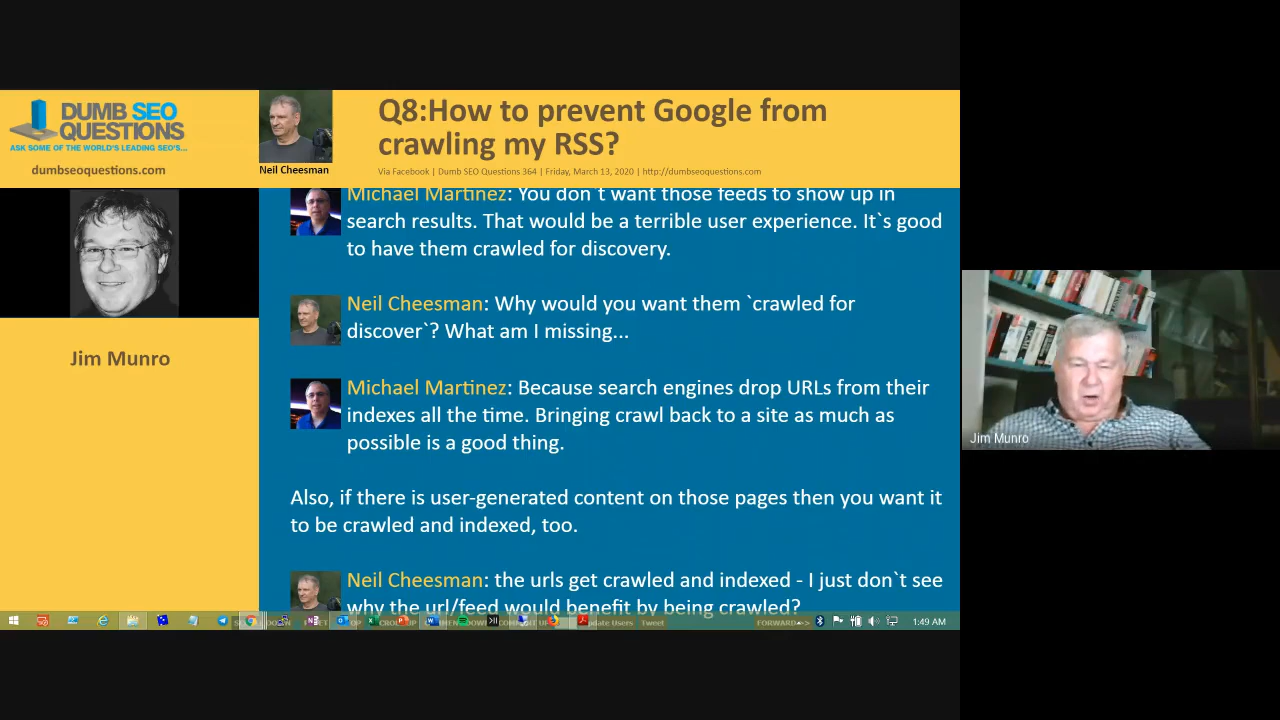 DUMB SEO
QUESTIONS
ASK SOME OF THE WORLD'S LEADING SEO'S...
dumbseoquestions.com
Neil Cheesman
Q8:How to prevent Google from
crawling my RSS?
Via Facebook | Dumb SEO Questions 364 | Friday, March 13, 2020 | http://dumbseoquestions.com
Jim Munro
Michael Martinez: You don`t want those feeds to show up in
search results. That would be a terrible user experience. It`s good
to have them crawled for discovery.
Neil Cheesman: Why would you want them `crawled for
discover`? What am I missing...
Michael Martinez: Because search engines drop URLs from their
indexes all the time. Bringing crawl back to a site as much as
possible is a good thing.
Also, if there is user-generated content on those pages then you want it
to be crawled and indexed, too.
Neil Cheesman: the urls get crawled and indexed - I just don`t see
why the url/feed would benefit by being crawled?
Update Users Tweet FORWARD--> 1:49 AM
Jim Munro